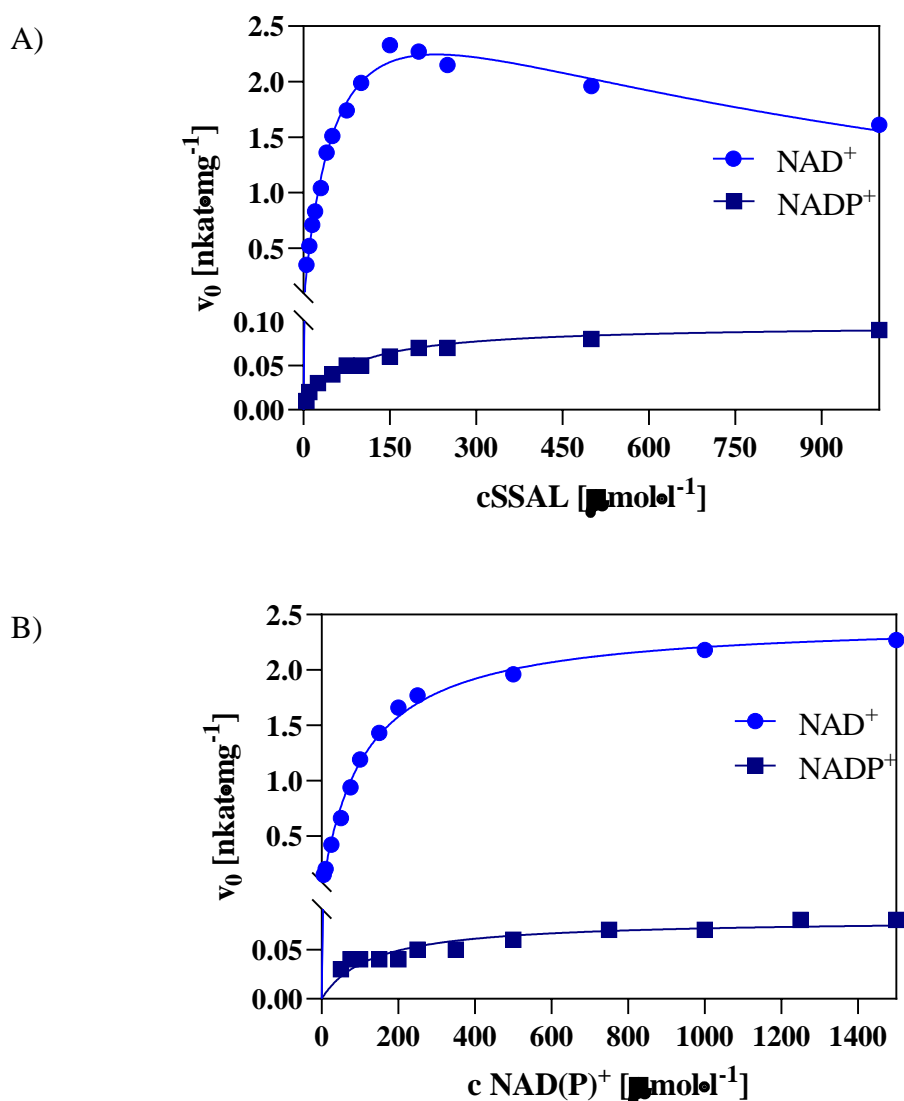 A)
2.5
2.0
1.5
1.0
0.5
0.10
0.05
0.00
v₀ [nkat•mg⁻¹]
NAD⁺
NADP⁺
0 150 300 450 600 750 900
cSSAL [µmol•l⁻¹]
B)
2.5
2.0
1.5
1.0
0.5
0.05
0.00
v₀ [nkat•mg⁻¹]
NAD⁺
NADP⁺
0 200 400 600 800 1000 1200 1400
c NAD(P)⁺ [µmol•l⁻¹]